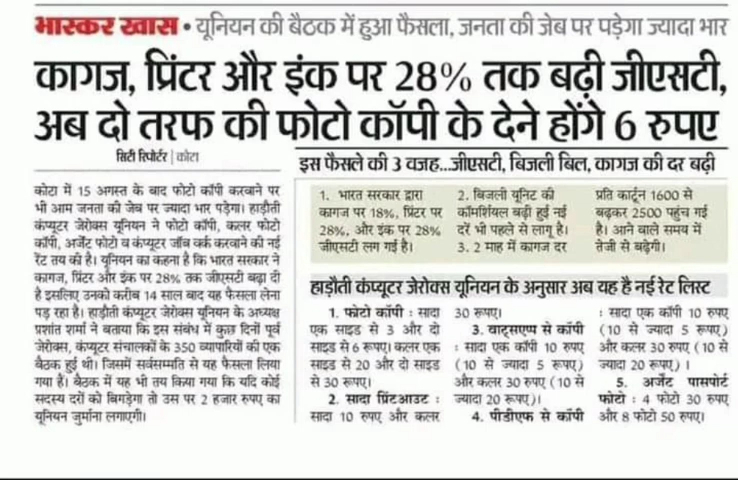 भास्कर खास • यूनियन की बैठक में हुआ फैसला, जनता की जेब पर पड़ेगा ज्यादा भार
कागज, प्रिंटर और इंक पर 28% तक बढ़ी जीएसटी,
अब दो तरफ की फोटो कॉपी के देने होंगे 6 रुपए
सिटी रिपोर्टर | कोटा
कोटा में 15 अगस्त के बाद फोटो कॉपी करवाने पर
भी आम जनता की जेब पर ज्यादा भार पड़ेगा। हाड़ौती
कंप्यूटर जेरोक्स यूनियन ने फोटो कॉपी, कलर फोटो
कॉपी, अर्जेंट फोटो व कंप्यूटर जॉब वर्क करवाने की नई
रेट तय की है। यूनियन का कहना है कि भारत सरकार ने
कागज, प्रिंटर और इंक पर 28% तक जीएसटी बढ़ा दी
है इसलिए उनको करीब 14 साल बाद यह फैसला लेना
पड़ रहा है। हाड़ौती कंप्यूटर जेरोक्स यूनियन के अध्यक्ष
प्रशांत शर्मा ने बताया कि इस संबंध में कुछ दिनों पूर्व
जेरोक्स, कंप्यूटर संचालकों के 350 व्यापारियों की एक
बैठक हुई थी। जिसमें सर्वसम्मति से यह फैसला लिया
गया है। बैठक में यह भी तय किया गया कि यदि कोई
सदस्य दरों को बिगाड़ेगा तो उस पर 2 हजार रुपए का
यूनियन जुर्माना लगाएगी।
इस फैसले की 3 वजह...जीएसटी, बिजली बिल, कागज की दर बढ़ी
1. भारत सरकार द्वारा
कागज पर 18%, प्रिंटर पर
28%, और इंक पर 28%
जीएसटी लग गई है।
2. बिजली यूनिट की
कॉमर्शियल बढ़ी हुई नई
दरें भी पहले से लागू है।
3. 2 माह में कागज दर
प्रति कार्टून 1600 से
बढ़कर 2500 पहुंच गई
है। आने वाले समय में
तेजी से बढ़ेगी।
हाड़ौती कंप्यूटर जेरोक्स यूनियन के अनुसार अब यह है नई रेट लिस्ट
1. फोटो कॉपी : सादा
एक साइड से 3 और दो
साइड से 6 रूपए। कलर एक
साइड से 20 और दो साइड
से 30 रूपए।
2. सादा प्रिंटआउट :
सादा 10 रुपए और कलर
30 रूपए।
3. वाट्सएप्प से कॉपी
: सादा एक कॉपी 10 रुपए
(10 से ज्यादा 5 रूपए)
और कलर 30 रुपए (10 से
ज्यादा 20 रूपए)।
4. पीडीएफ से कॉपी
: सादा एक कॉपी 10 रुपए
(10 से ज्यादा 5 रूपए)
और कलर 30 रूपए (10 से
ज्यादा 20 रूपए)।
5. अर्जेंट पासपोर्ट
फोटो : 4 फोटो 30 रुपए
और 8 फोटो 50 रुपए।